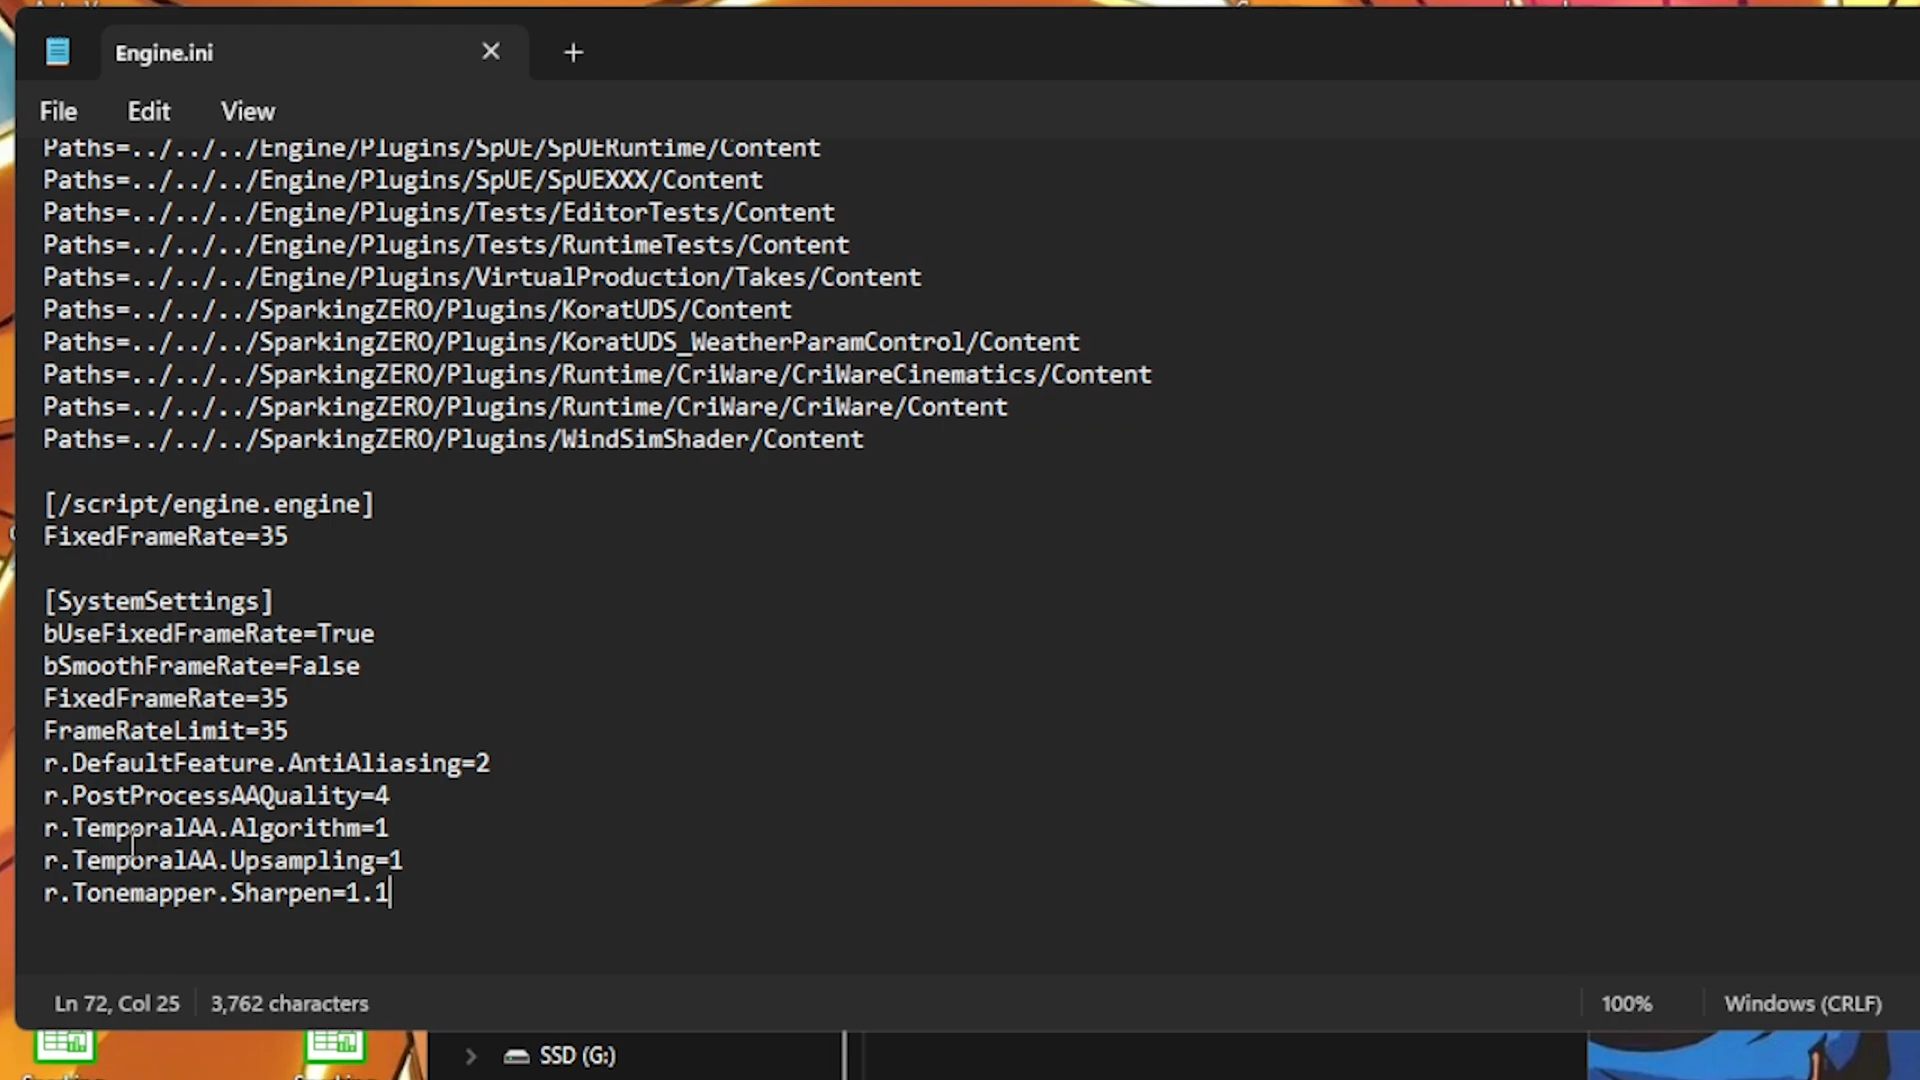 Engine.ini
File Edit View
Paths=../../../Engine/Plugins/SpUE/SpUERuntime/Content
Paths=../../../Engine/Plugins/SpUE/SpUEXXX/Content
Paths=../../../Engine/Plugins/Tests/EditorTests/Content
Paths=../../../Engine/Plugins/Tests/RuntimeTests/Content
Paths=../../../Engine/Plugins/VirtualProduction/Takes/Content
Paths=../../../SparkingZERO/Plugins/KoratUDS/Content
Paths=../../../SparkingZERO/Plugins/KoratUDS_WeatherParamControl/Content
Paths=../../../SparkingZERO/Plugins/Runtime/CriWare/CriWareCinematics/Content
Paths=../../../SparkingZERO/Plugins/Runtime/CriWare/CriWare/Content
Paths=../../../SparkingZERO/Plugins/WindSimShader/Content
[/script/engine.engine]
FixedFrameRate=35
[SystemSettings]
bUseFixedFrameRate=True
bSmoothFrameRate=False
FixedFrameRate=35
FrameRateLimit=35
r.DefaultFeature.AntiAliasing=2
r.PostProcessAAQuality=4
r.TemporalAA.Algorithm=1
r.TemporalAA.Upsampling=1
r.Tonemapper.Sharpen=1.1
Ln 72, Col 25 3,762 characters 100% Windows (CRLF)
SSD (G:)